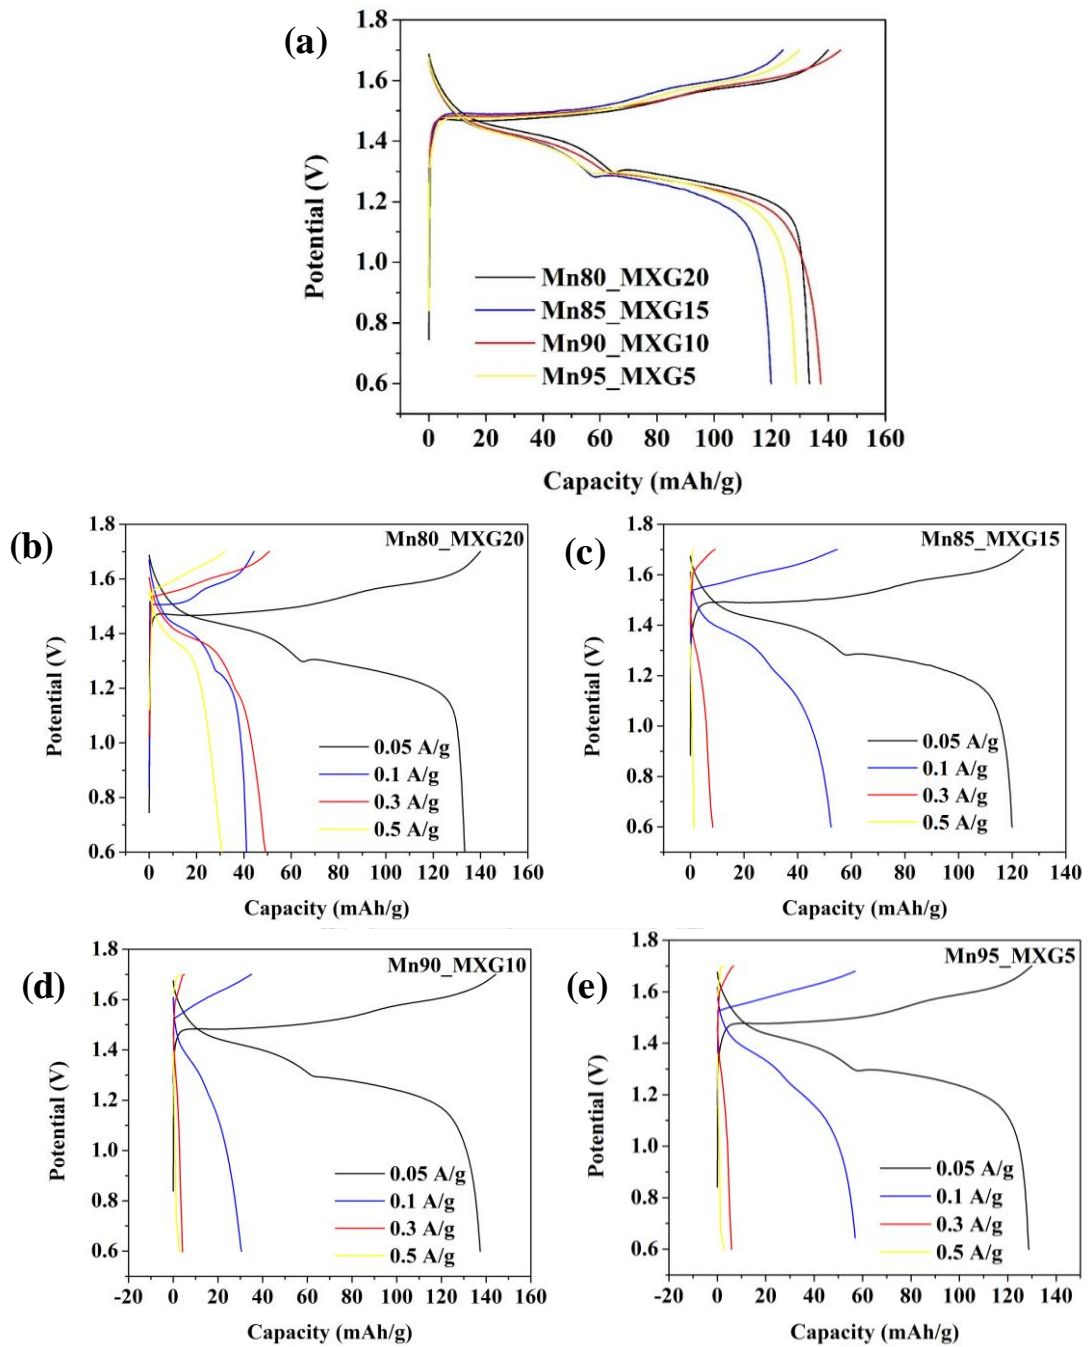 (a)
1.8
1.6
1.4
1.2
1.0
0.8
0.6
Potential (V)
Mn80_MXG20
Mn85_MXG15
Mn90_MXG10
Mn95_MXG5
0 20 40 60 80 100 120 140 160
Capacity (mAh/g)
(b)
Mn80_MXG20
1.8
1.6
1.4
1.2
1.0
0.8
0.6
Potential (V)
0.05 A/g
0.1 A/g
0.3 A/g
0.5 A/g
0 20 40 60 80 100 120 140 160
Capacity (mAh/g)
(c)
Mn85_MXG15
1.8
1.6
1.4
1.2
1.0
0.8
0.6
Potential (V)
0.05 A/g
0.1 A/g
0.3 A/g
0.5 A/g
0 20 40 60 80 100 120 140
Capacity (mAh/g)
(d)
Mn90_MXG10
1.8
1.6
1.4
1.2
1.0
0.8
0.6
Potential (V)
0.05 A/g
0.1 A/g
0.3 A/g
0.5 A/g
-20 0 20 40 60 80 100 120 140 160
Capacity (mAh/g)
(e)
Mn95_MXG5
1.8
1.6
1.4
1.2
1.0
0.8
0.6
Potential (V)
0.05 A/g
0.1 A/g
0.3 A/g
0.5 A/g
-20 0 20 40 60 80 100 120 140
Capacity (mAh/g)